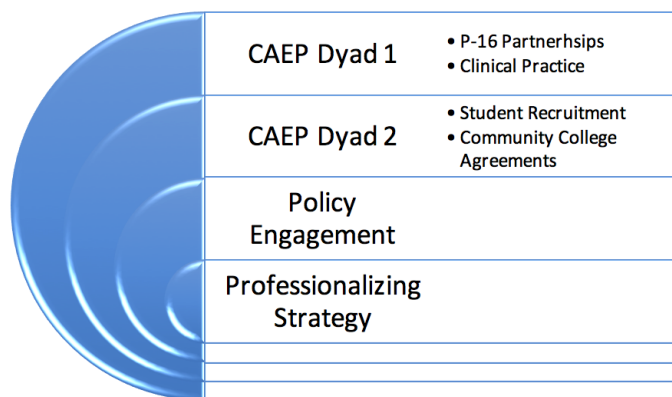 CAEP Dyad 1
• P-16 Partnerhsips
• Clinical Practice
CAEP Dyad 2
• Student Recruitment
• Community College
Agreements
Policy
Engagement
Professionalizing
Strategy